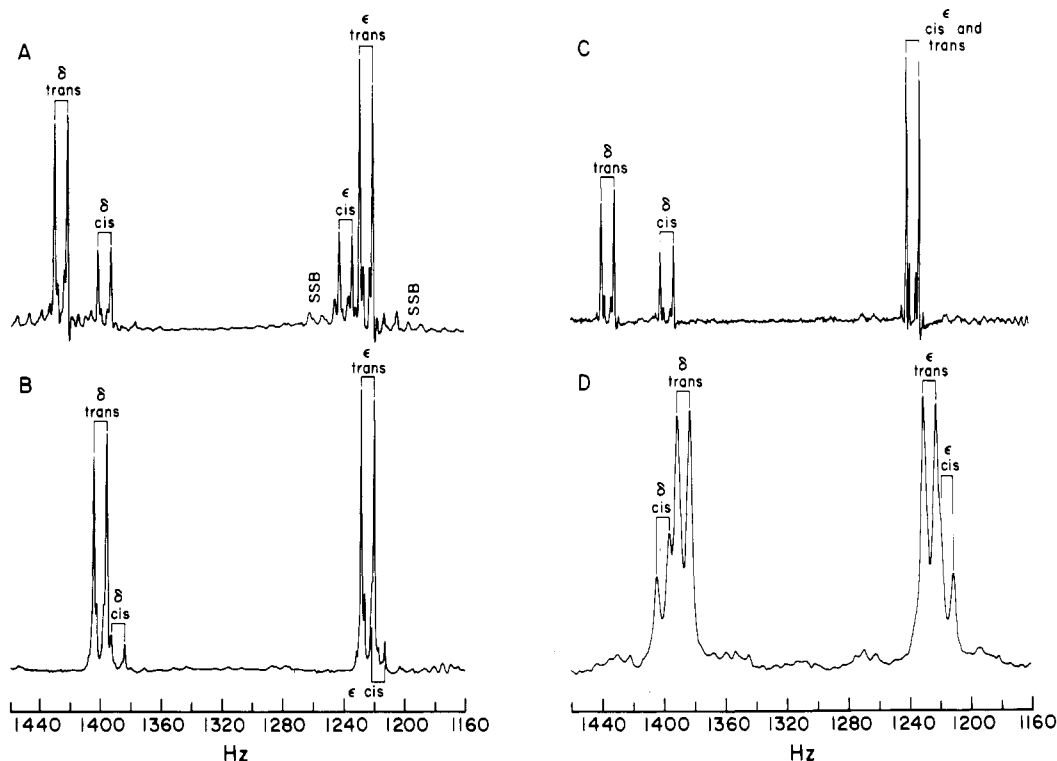 A
δ
trans
δ
cis
SSB
ε
cis
ε
trans
SSB
C
δ
trans
δ
cis
ε
cis and
trans
B
δ
trans
δ
cis
ε
trans
ε cis
D
δ
cis
δ
trans
ε
trans
ε
cis
1440 1400 1360 1320 1280 1240 1200 1160
Hz
1440 1400 1360 1320 1280 1240 1200 1160
Hz